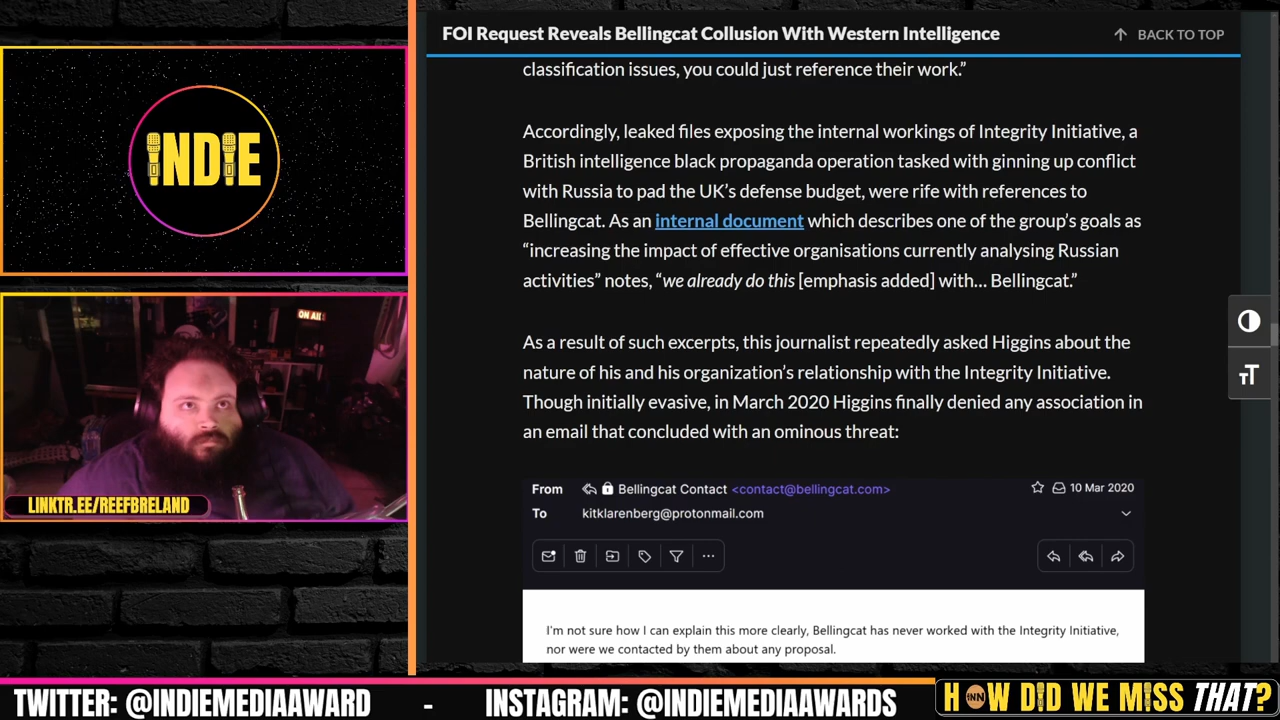 INDIE
ON AIR
LINKTR.EE/REEFBRELAND
FOI Request Reveals Bellingcat Collusion With Western Intelligence
BACK TO TOP
classification issues, you could just reference their work.”
Accordingly, leaked files exposing the internal workings of Integrity Initiative, a
British intelligence black propaganda operation tasked with ginning up conflict
with Russia to pad the UK’s defense budget, were rife with references to
Bellingcat. As an internal document which describes one of the group’s goals as
“increasing the impact of effective organisations currently analysing Russian
activities” notes, “we already do this [emphasis added] with… Bellingcat.”
As a result of such excerpts, this journalist repeatedly asked Higgins about the
nature of his and his organization’s relationship with the Integrity Initiative.
Though initially evasive, in March 2020 Higgins finally denied any association in
an email that concluded with an ominous threat:
From Bellingcat Contact <contact@bellingcat.com> 10 Mar 2020
To kitklarenberg@protonmail.com
I'm not sure how I can explain this more clearly, Bellingcat has never worked with the Integrity Initiative,
nor were we contacted by them about any proposal.
TT
TWITTER: @INDIEMEDIAAWARD - INSTAGRAM: @INDIEMEDIAAWARDS
HOW DID WE MISS THAT?
INN